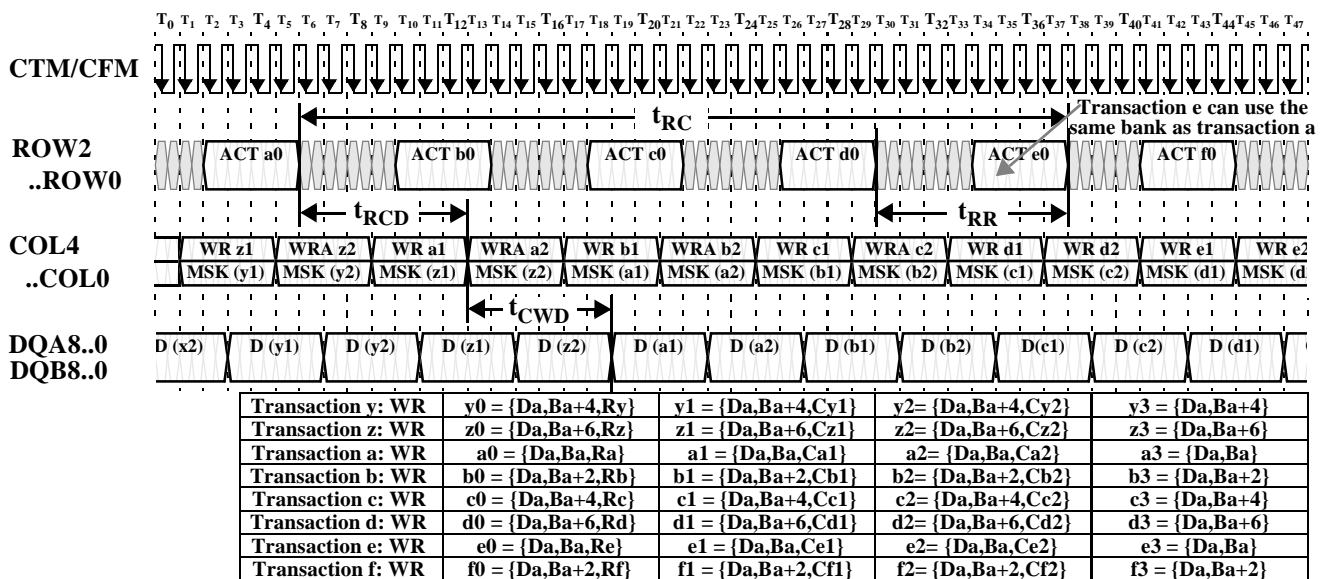 T0 T1 T2 T3 T4 T5 T6 T7 T8 T9 T10 T11 T12 T13 T14 T15 T16 T17 T18 T19 T20 T21 T22 T23 T24 T25 T26 T27 T28 T29 T30 T31 T32 T33 T34 T35 T36 T37 T38 T39 T40 T41 T42 T43 T44 T45 T46 T47
CTM/CFM
Transaction e can use the
same bank as transaction a
tRC
ROW2
..ROW0
ACT a0 ACT b0 ACT c0 ACT d0 ACT e0 ACT f0
tRCD tRR
COL4
..COL0
WR z1 WRA z2 WR a1 WRA a2 WR b1 WRA b2 WR c1 WRA c2 WR d1 WR d2 WR e1 WR e2
MSK (y1) MSK (y2) MSK (z1) MSK (z2) MSK (a1) MSK (a2) MSK (b1) MSK (b2) MSK (c1) MSK (c2) MSK (d1) MSK (d
tCWD
DQA8..0
DQB8..0
D (x2) D (y1) D (y2) D (z1) D (z2) D (a1) D (a2) D (b1) D (b2) D(c1) D (c2) D (d1)
Transaction y: WR y0 = {Da,Ba+4,Ry} y1 = {Da,Ba+4,Cy1} y2= {Da,Ba+4,Cy2} y3 = {Da,Ba+4}
Transaction z: WR z0 = {Da,Ba+6,Rz} z1 = {Da,Ba+6,Cz1} z2= {Da,Ba+6,Cz2} z3 = {Da,Ba+6}
Transaction a: WR a0 = {Da,Ba,Ra} a1 = {Da,Ba,Ca1} a2= {Da,Ba,Ca2} a3 = {Da,Ba}
Transaction b: WR b0 = {Da,Ba+2,Rb} b1 = {Da,Ba+2,Cb1} b2= {Da,Ba+2,Cb2} b3 = {Da,Ba+2}
Transaction c: WR c0 = {Da,Ba+4,Rc} c1 = {Da,Ba+4,Cc1} c2= {Da,Ba+4,Cc2} c3 = {Da,Ba+4}
Transaction d: WR d0 = {Da,Ba+6,Rd} d1 = {Da,Ba+6,Cd1} d2= {Da,Ba+6,Cd2} d3 = {Da,Ba+6}
Transaction e: WR e0 = {Da,Ba,Re} e1 = {Da,Ba,Ce1} e2= {Da,Ba,Ce2} e3 = {Da,Ba}
Transaction f: WR f0 = {Da,Ba+2,Rf} f1 = {Da,Ba+2,Cf1} f2= {Da,Ba+2,Cf2} f3 = {Da,Ba+2}